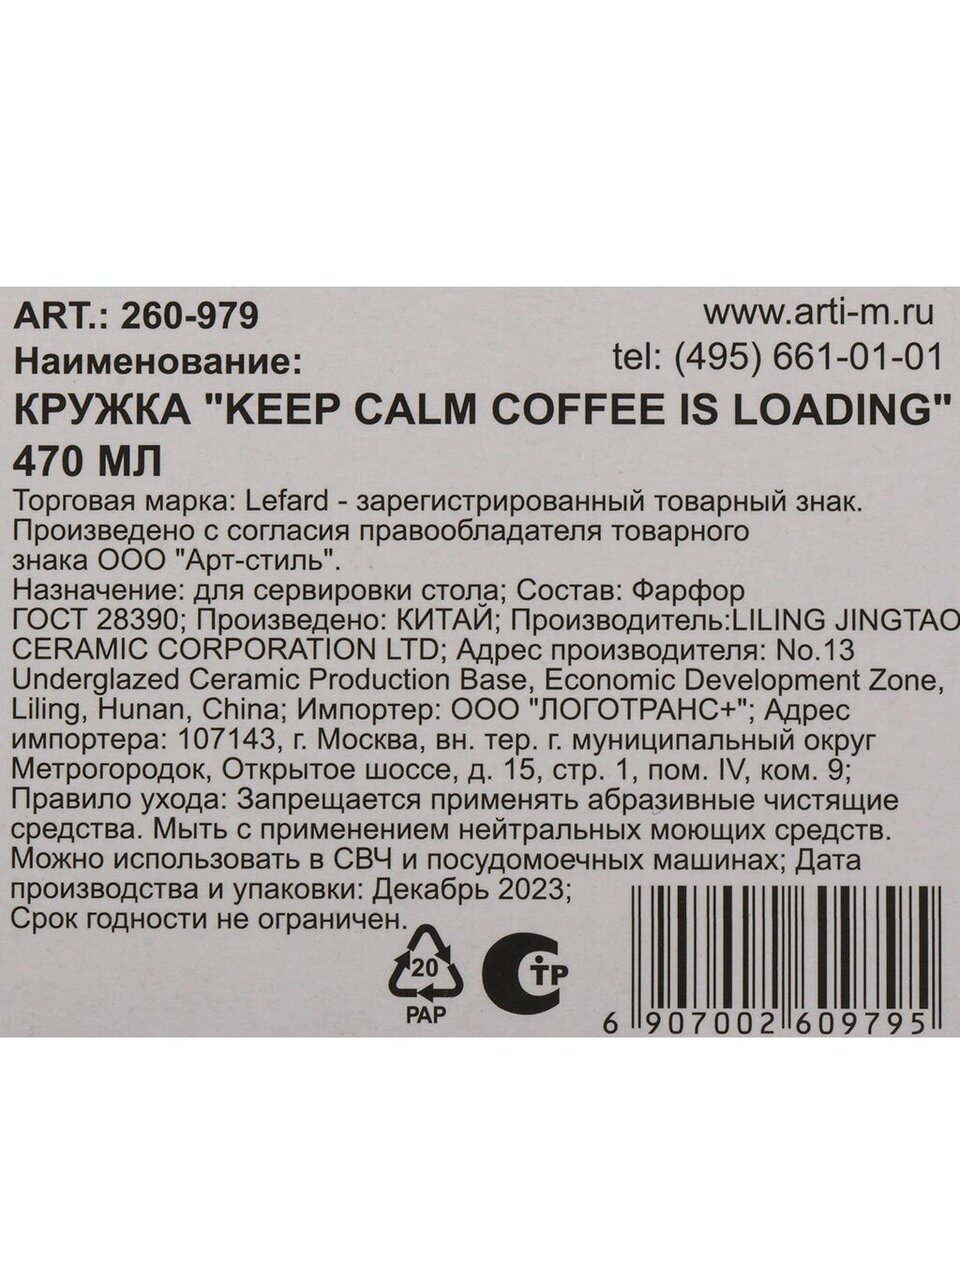 ART.: 260-979
www.arti-m.ru
Наименование:
tel: (495) 661-01-01
КРУЖКА "KEEP CALM COFFEE IS LOADING"
470 МЛ
Торговая марка: Lefard - зарегистрированный товарный знак.
Произведено с согласия правообладателя товарного
знака ООО "Арт-стиль".
Назначение: для сервировки стола; Состав: Фарфор
ГОСТ 28390; Произведено: КИТАЙ; Производитель:LILING JINGTAO
CERAMIC CORPORATION LTD; Адрес производителя: No.13
Underglazed Ceramic Production Base, Economic Development Zone,
Liling, Hunan, China; Импортер: ООО "ЛОГОТРАНС+"; Адрес
импортера: 107143, г. Москва, вн. тер. г. муниципальный округ
Метрогородок, Открытое шоссе, д. 15, стр. 1, пом. IV, ком. 9;
Правило ухода: Запрещается применять абразивные чистящие
средства. Мыть с применением нейтральных моющих средств.
Можно использовать в СВЧ и посудомоечных машинах; Дата
производства и упаковки: Декабрь 2023;
Срок годности не ограничен.
20
PAP
СТР
6 907002 609795